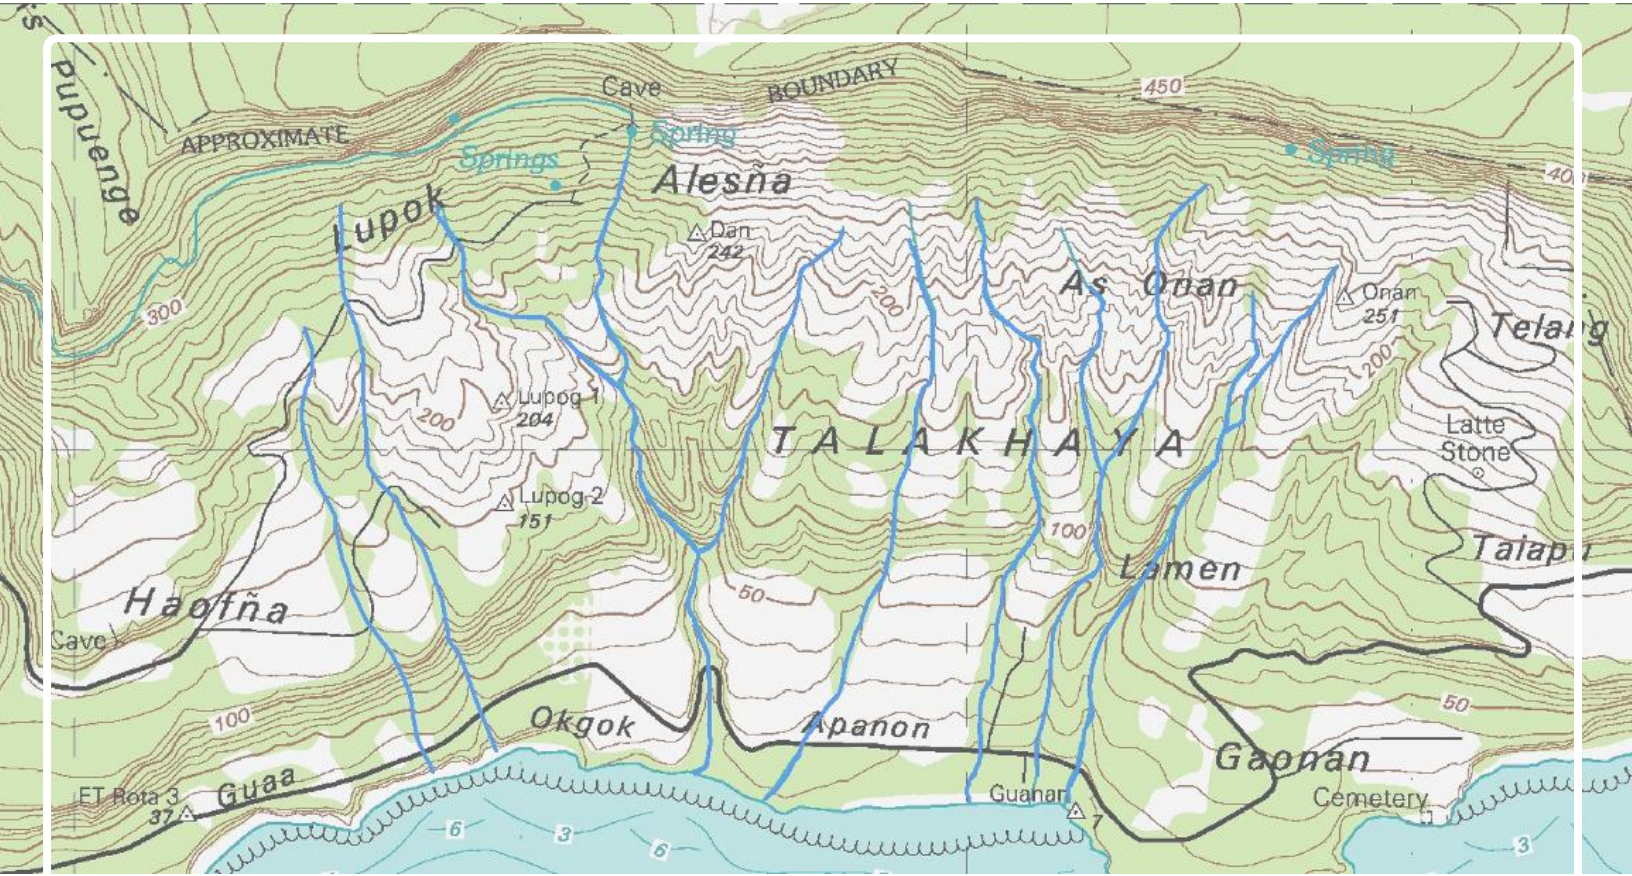 Pupuenge
APPROXIMATE
BOUNDARY
450
400
Cave
Spring
Springs
Spring
Alesña
Lupok
Dan
242
300
200
As Onan
Onan
251
Telang
200
Lupog 1
204
200
TALAKHAYA
Latte
Stone
Lupog 2
151
100
Lamen
Taiapu
Haofña
50
Cave
100
Okgok
Apanon
50
Gaonan
ET Rota 3
37
Guaa
Guanan
7
Cemetery
6
3
6
3